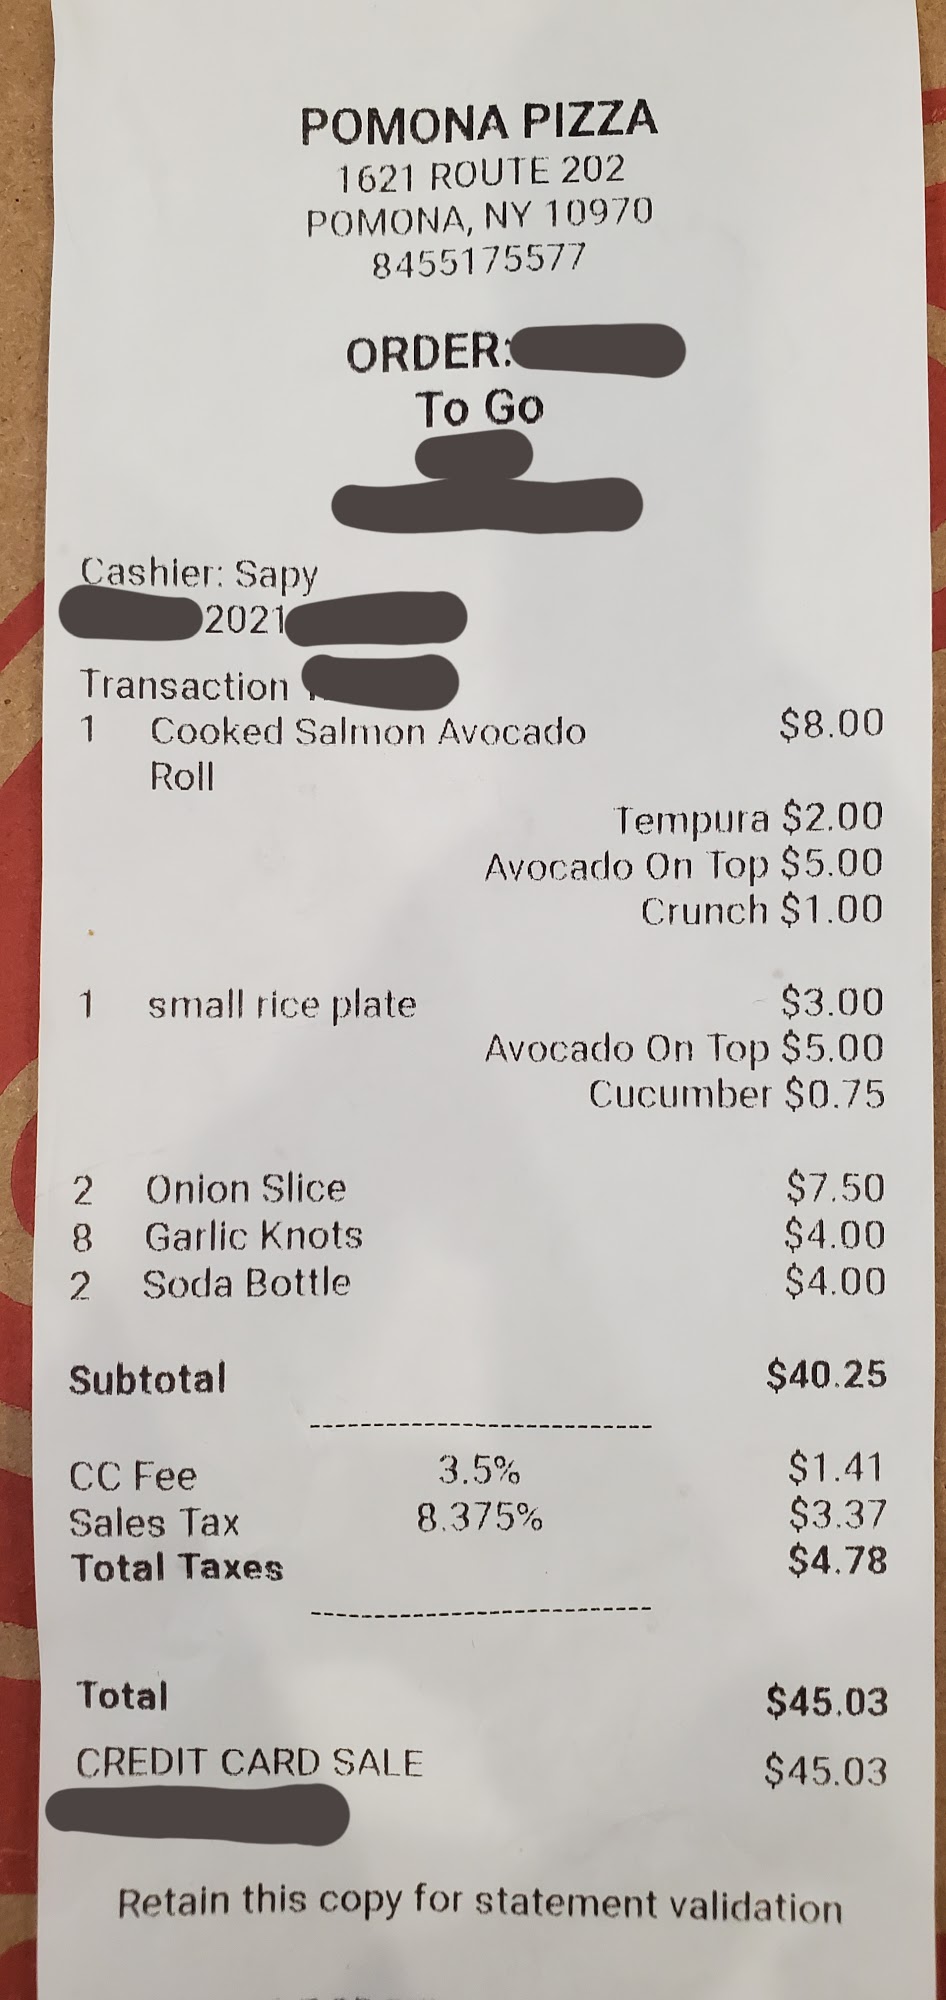 POMONA PIZZA
1621 ROUTE 202
POMONA, NY 10970
8455175577
ORDER:
To Go
Cashier: Sapy
2021
Transaction
1 Cooked Salmon Avocado $8.00
Roll
Tempura $2.00
Avocado On Top $5.00
Crunch $1.00
1 small rice plate $3.00
Avocado On Top $5.00
Cucumber $0.75
2 Onion Slice $7.50
8 Garlic Knots $4.00
2 Soda Bottle $4.00
Subtotal $40.25
CC Fee 3.5% $1.41
Sales Tax 8.375% $3.37
Total Taxes $4.78
Total $45.03
CREDIT CARD SALE $45.03
Retain this copy for statement validation